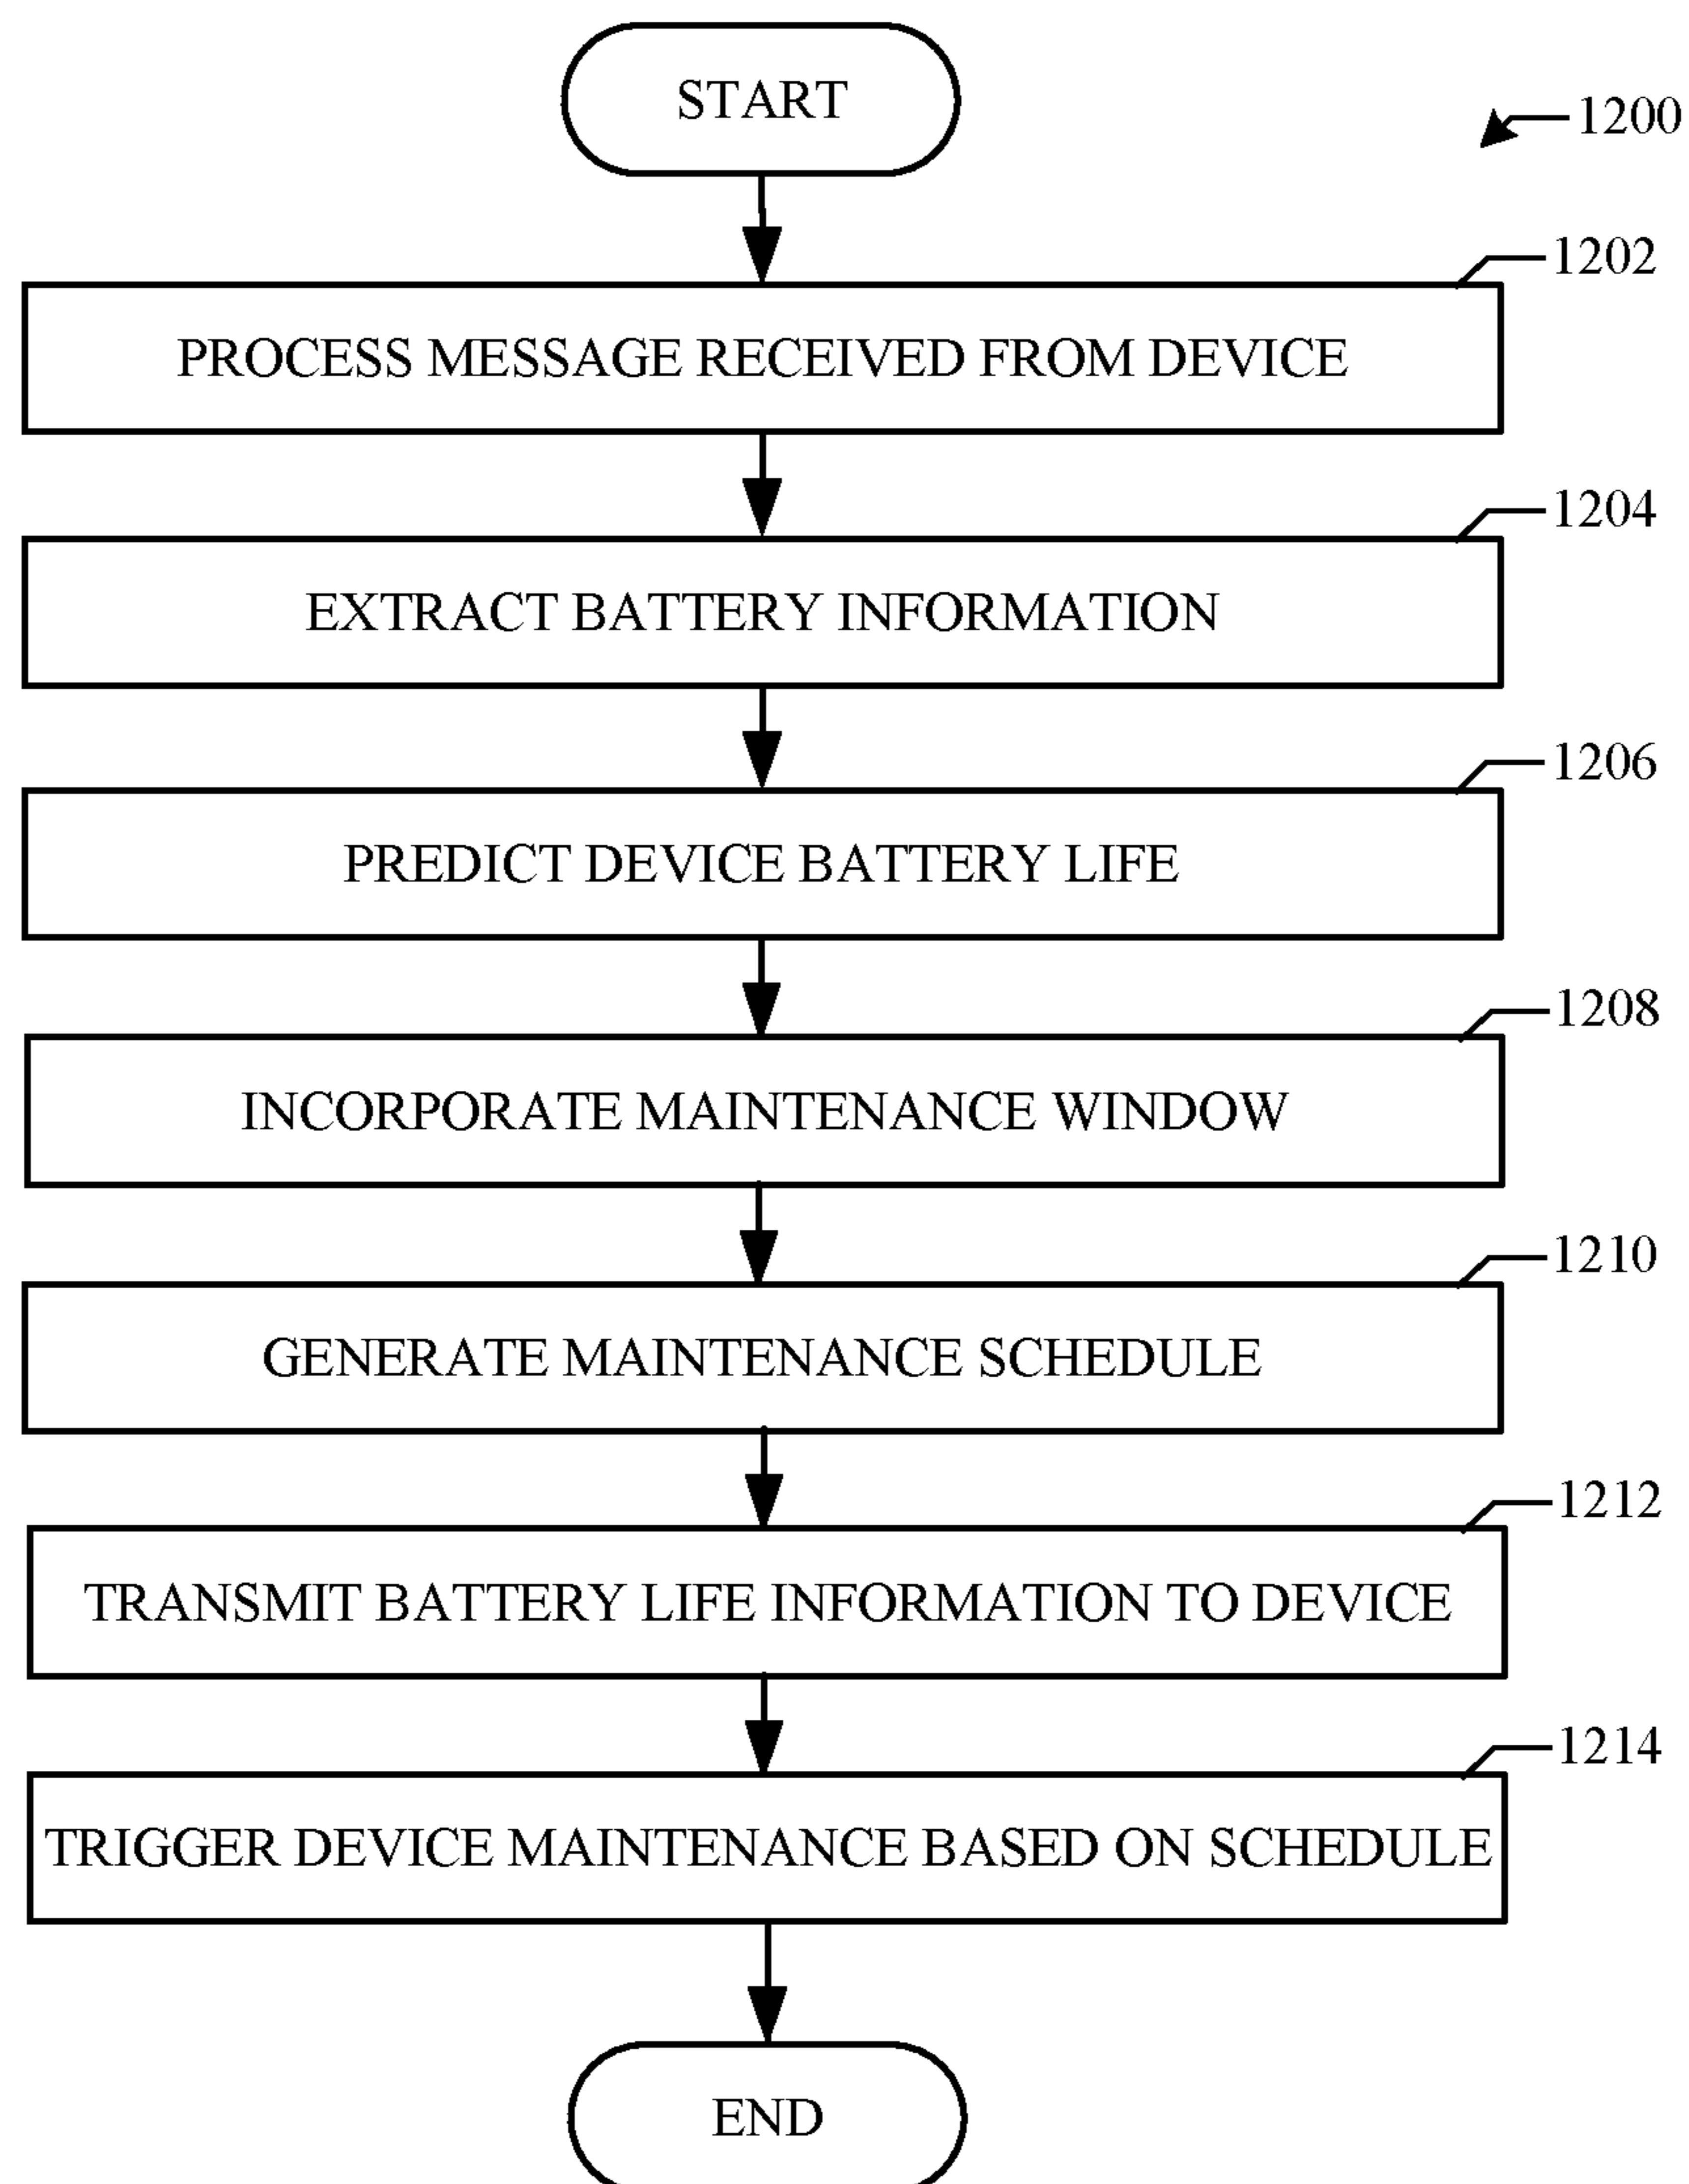 START
1200
1202
PROCESS MESSAGE RECEIVED FROM DEVICE
1204
EXTRACT BATTERY INFORMATION
1206
PREDICT DEVICE BATTERY LIFE
1208
INCORPORATE MAINTENANCE WINDOW
1210
GENERATE MAINTENANCE SCHEDULE
1212
TRANSMIT BATTERY LIFE INFORMATION TO DEVICE
1214
TRIGGER DEVICE MAINTENANCE BASED ON SCHEDULE
END